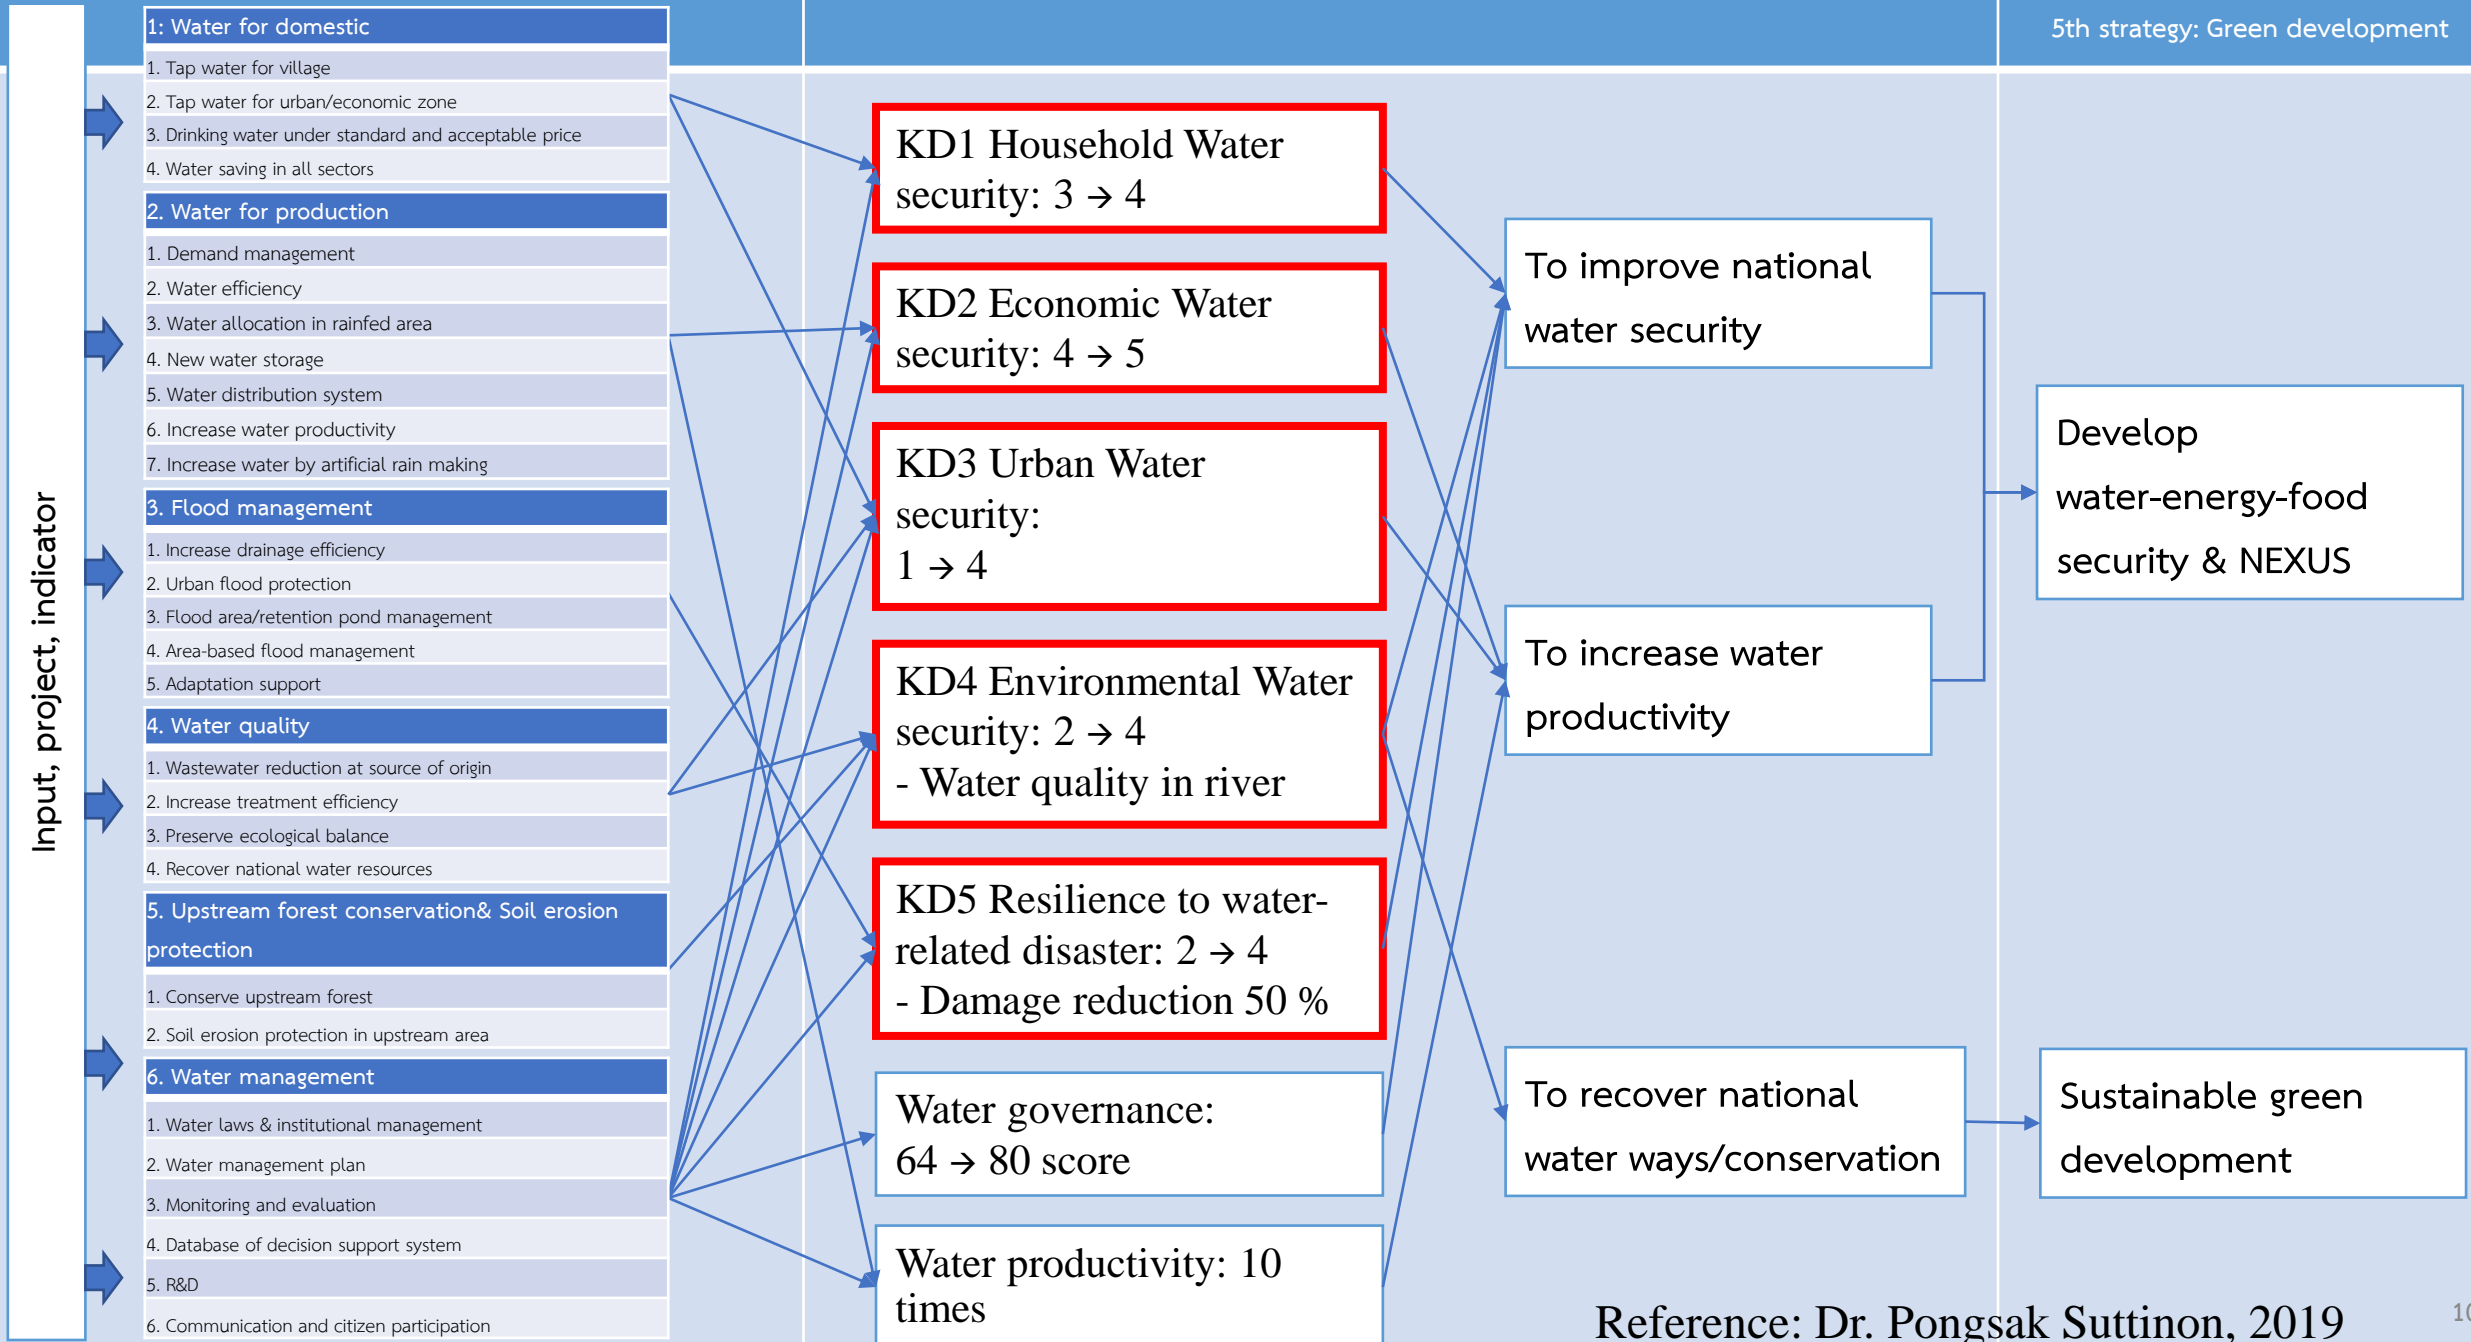 Input, project, indicator
1: Water for domestic
1. Tap water for village
2. Tap water for urban/economic zone
3. Drinking water under standard and acceptable price
4. Water saving in all sectors
2. Water for production
1. Demand management
2. Water efficiency
3. Water allocation in rainfed area
4. New water storage
5. Water distribution system
6. Increase water productivity
7. Increase water by artificial rain making
3. Flood management
1. Increase drainage efficiency
2. Urban flood protection
3. Flood area/retention pond management
4. Area-based flood management
5. Adaptation support
4. Water quality
1. Wastewater reduction at source of origin
2. Increase treatment efficiency
3. Preserve ecological balance
4. Recover national water resources
5. Upstream forest conservation& Soil erosion
protection
1. Conserve upstream forest
2. Soil erosion protection in upstream area
6. Water management
1. Water laws & institutional management
2. Water management plan
3. Monitoring and evaluation
4. Database of decision support system
5. R&D
6. Communication and citizen participation
KD1 Household Water
security: 3 → 4
KD2 Economic Water
security: 4 → 5
KD3 Urban Water
security:
1 → 4
KD4 Environmental Water
security: 2 → 4
- Water quality in river
KD5 Resilience to water-
related disaster: 2 → 4
- Damage reduction 50 %
Water governance:
64 → 80 score
Water productivity: 10
times
To improve national
water security
To increase water
productivity
To recover national
water ways/conservation
5th strategy: Green development
Develop
water-energy-food
security & NEXUS
Sustainable green
development
Reference: Dr. Pongsak Suttinon, 2019